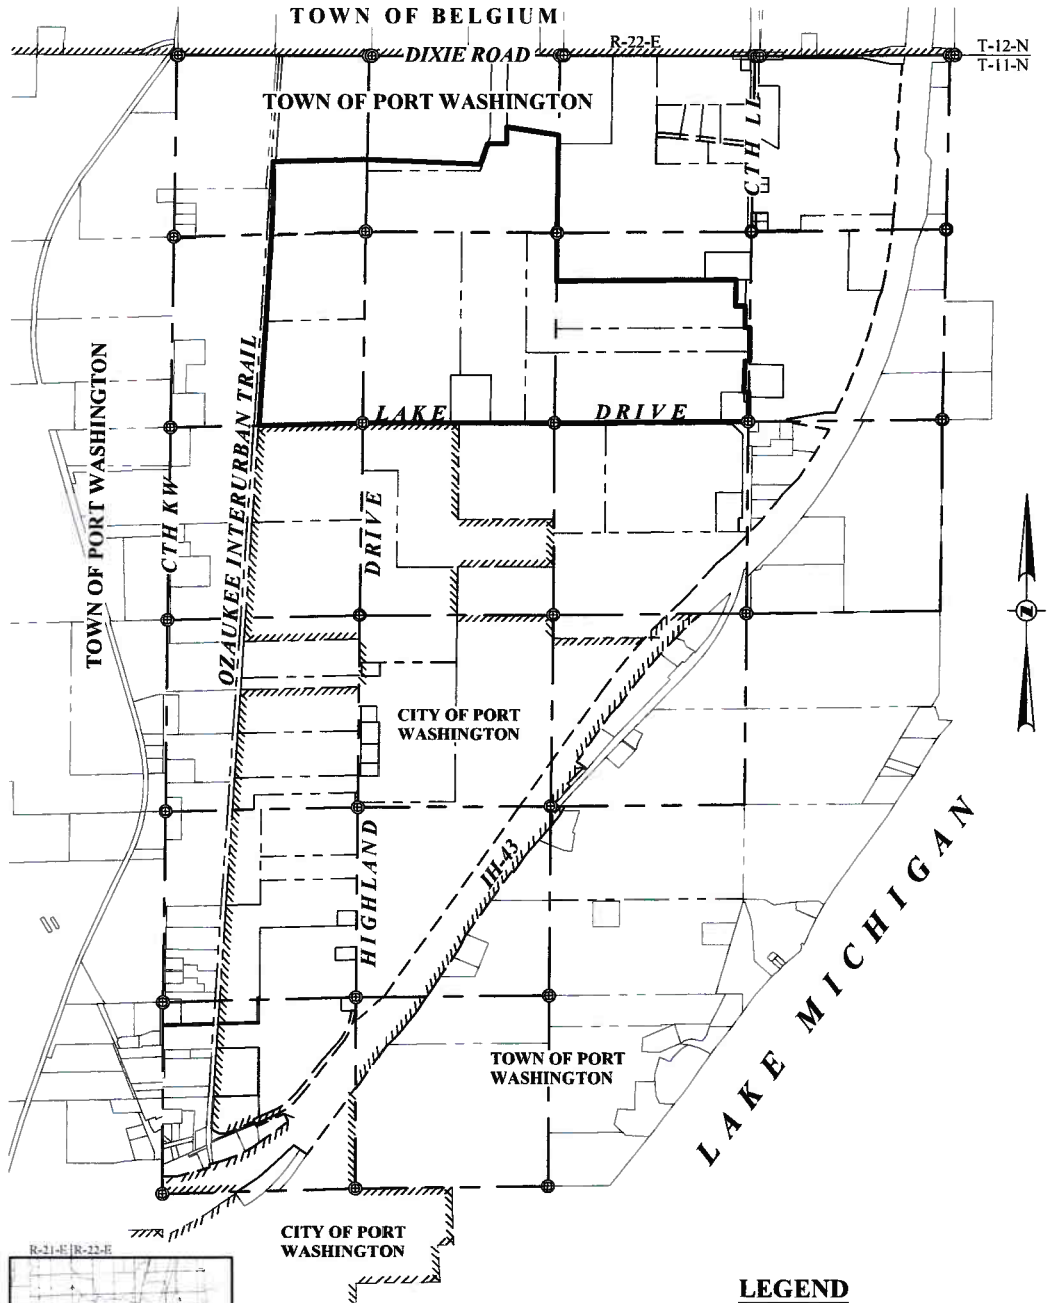 TOWN OF BELGIUM
R-22-E
T-12-N
DIXIE ROAD
T-11-N
TOWN OF PORT WASHINGTON
CTH LL
OZAUKEE INTERURBAN TRAIL
TOWN OF PORT WASHINGTON
LAKE DRIVE
CTH KW
DRIVE
N
CITY OF PORT
WASHINGTON
HIGHLAND
IH-43
LAKE MICHIGAN
TOWN OF PORT
WASHINGTON
CITY OF PORT
WASHINGTON
R-21-E R-22-E
LEGEND